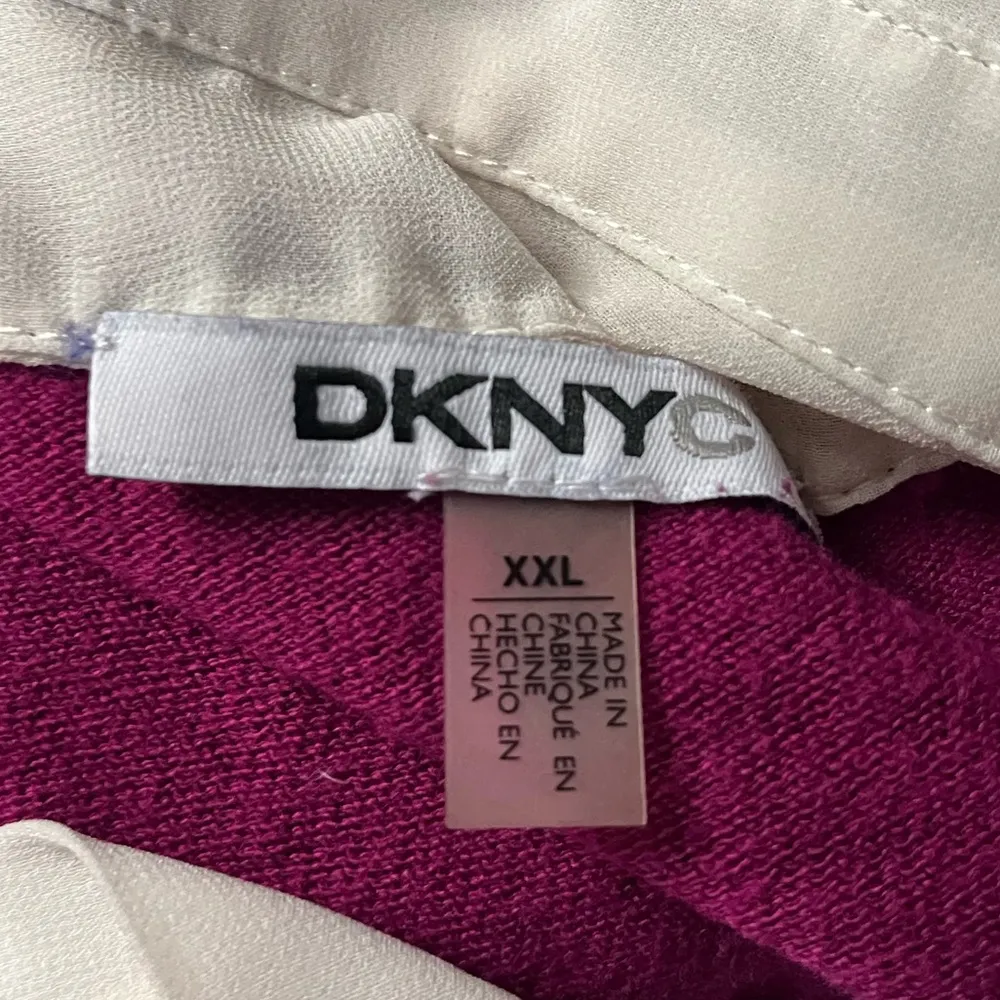 DKNYC
XXL
MADE IN
CHINA
FABRIQUÉ EN
CHINE
HECHO EN
CHINA